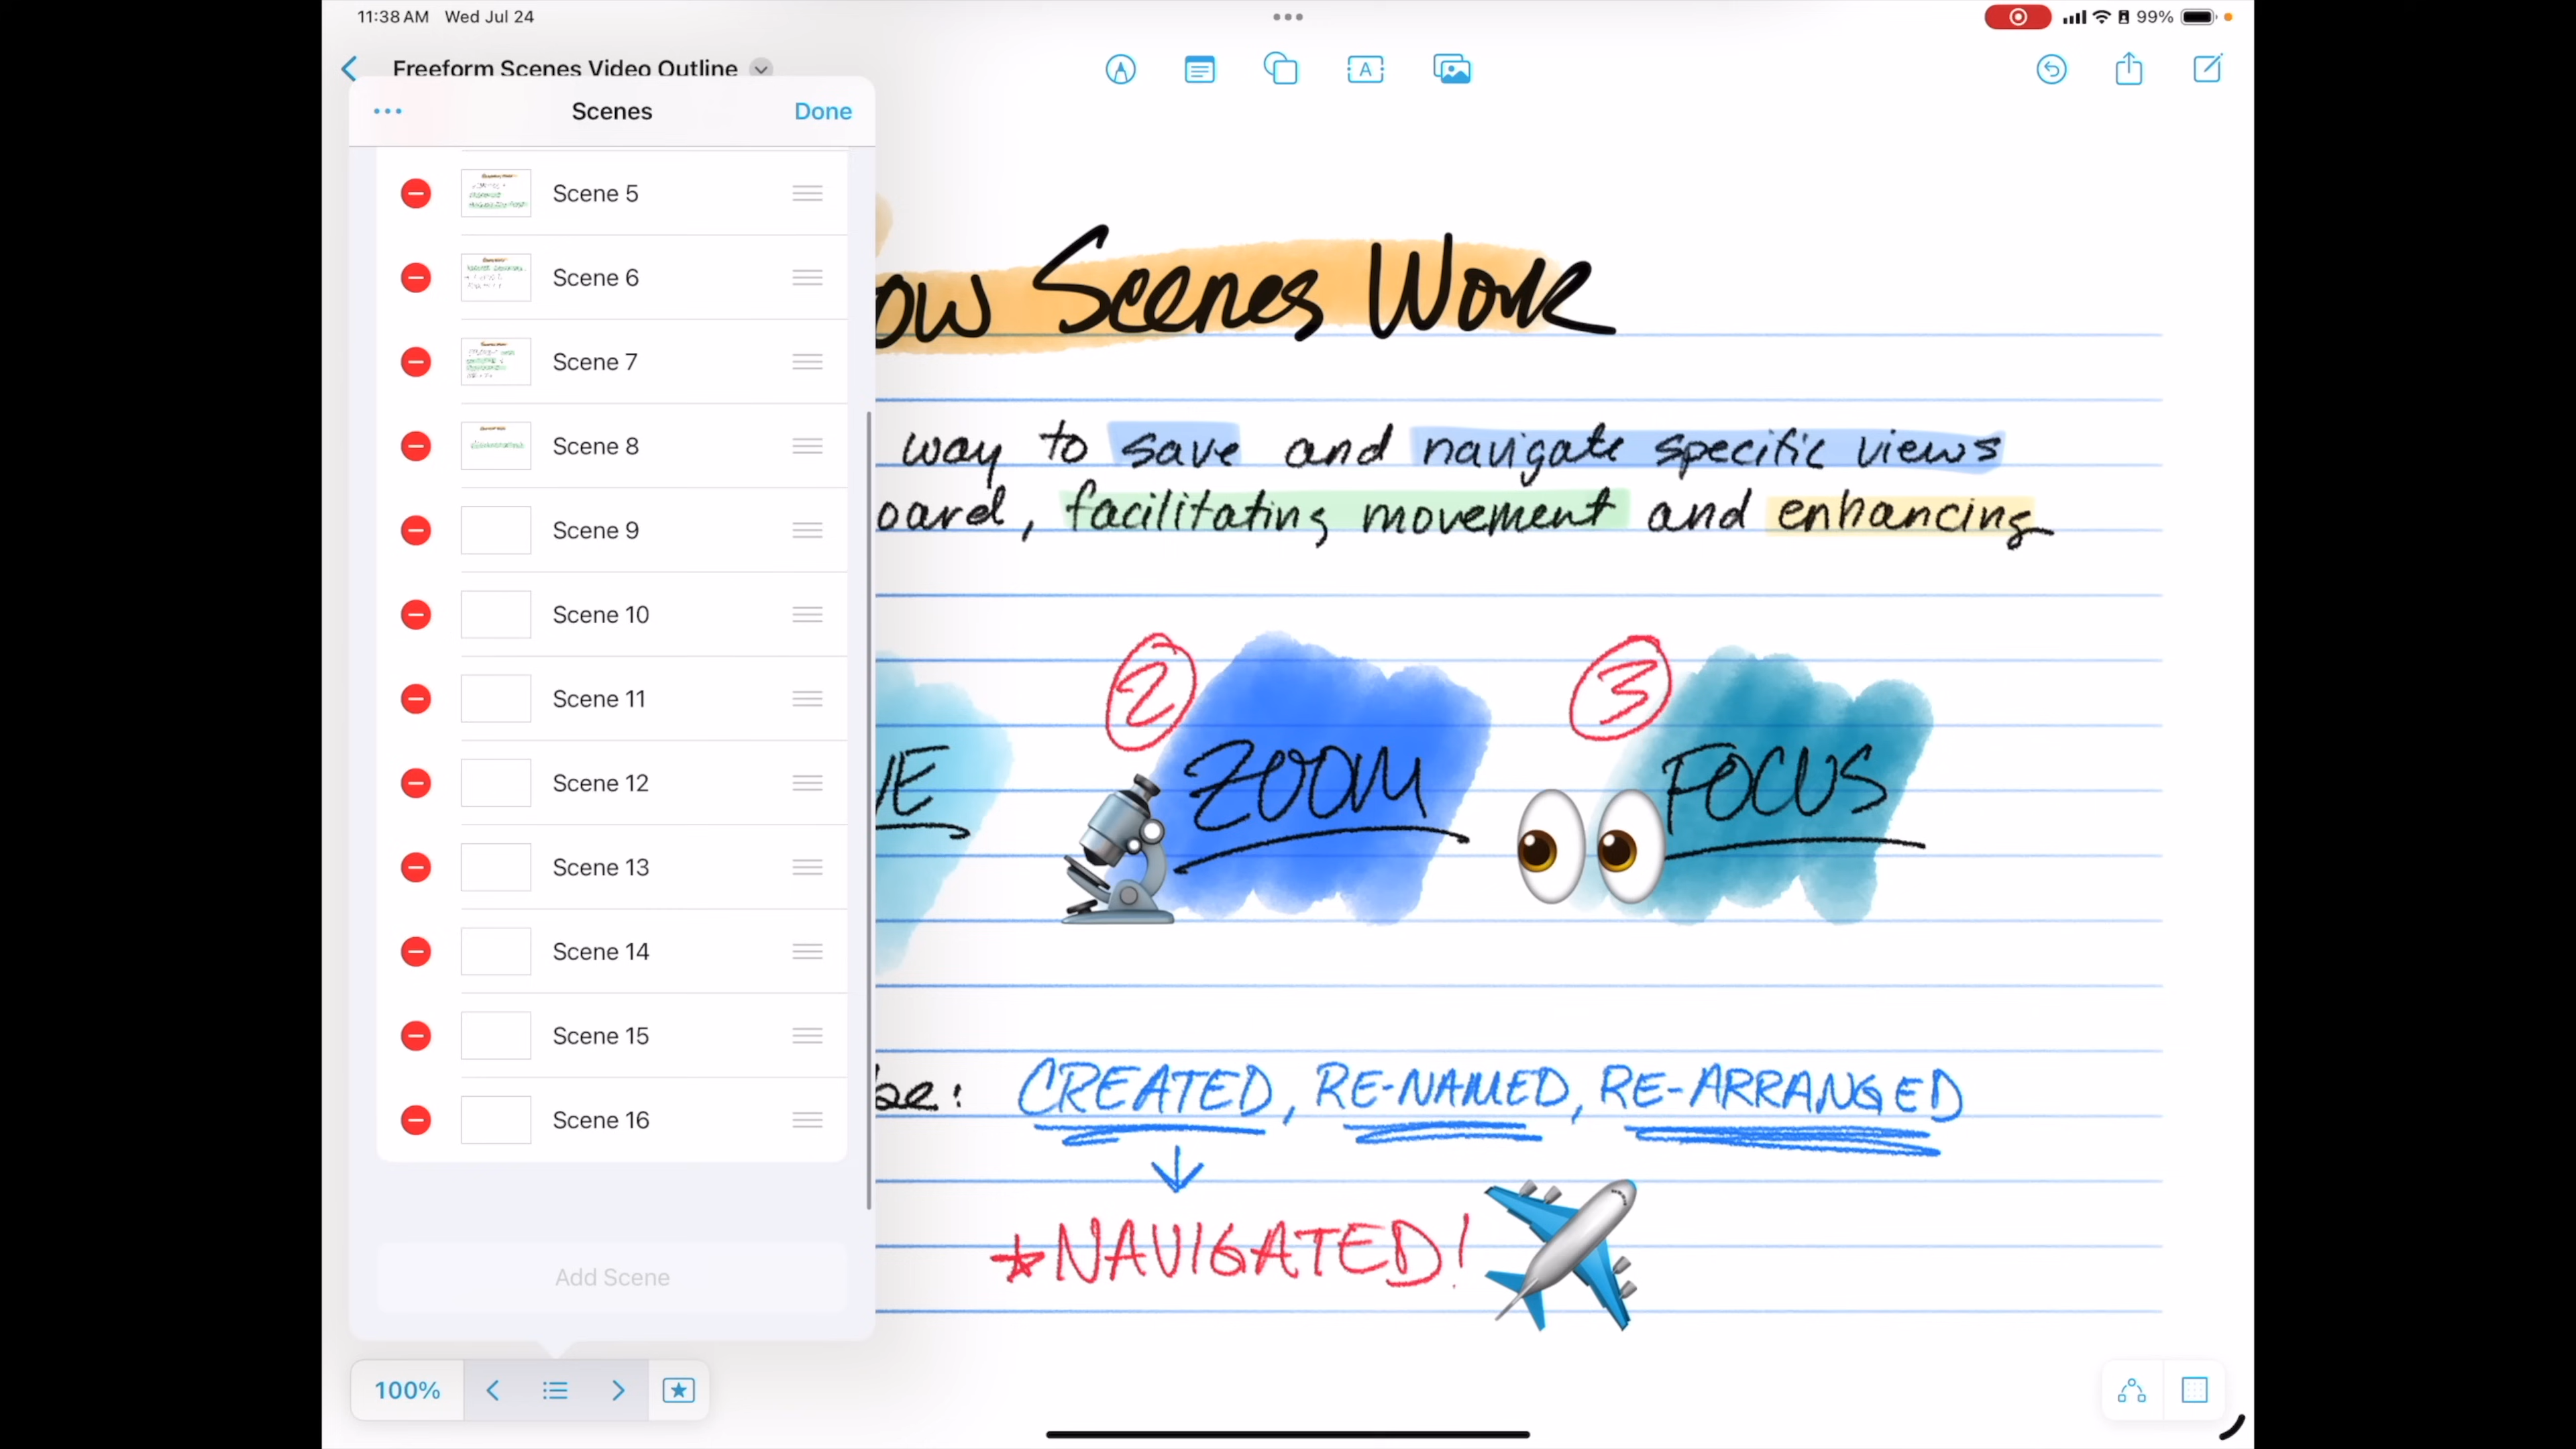 11:38 AM Wed Jul 24
99%
Freeform Scenes Video Outline
Scenes
Done
Scene 5
Scene 6
Scene 7
Scene 8
Scene 9
Scene 10
Scene 11
Scene 12
Scene 13
Scene 14
Scene 15
Scene 16
Add Scene
100%
A
ow Scenes Work
way to save and navigate specific views
oard, facilitating movement and enhancing
VE
2
ZOOM
3
FOCUS
be: CREATED, RE-NAMED, RE-ARRANGED
*NAVIGATED!